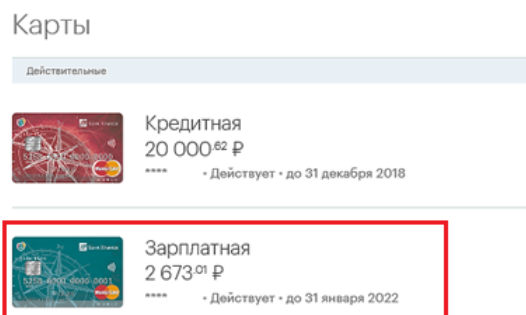 Карты
Действительные
Кредитная
20 000.62 ₽
**** • Действует • до 31 декабря 2018
Зарплатная
2 673.01 ₽
**** • Действует • до 31 января 2022